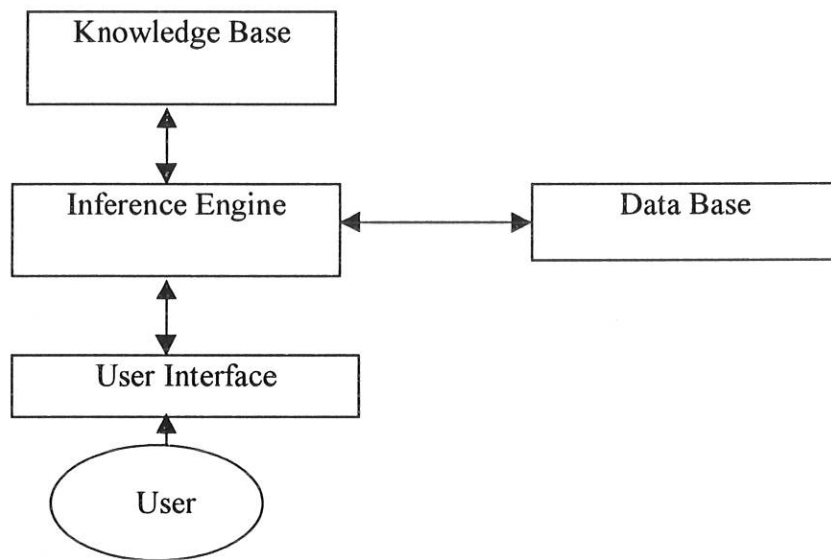 Knowledge Base
Inference Engine
Data Base
User Interface
User